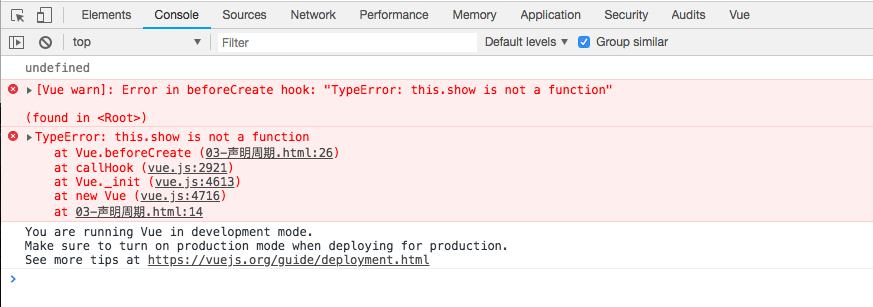 Elements Console Sources Network Performance Memory Application Security Audits Vue
top Filter Default levels Group similar
undefined
[Vue warn]: Error in beforeCreate hook: "TypeError: this.show is not a function"
(found in <Root>)
TypeError: this.show is not a function
at Vue.beforeCreate (03-声明周期.html:26)
at callHook (vue.js:2921)
at Vue._init (vue.js:4613)
at new Vue (vue.js:4716)
at 03-声明周期.html:14
You are running Vue in development mode.
Make sure to turn on production mode when deploying for production.
See more tips at https://vuejs.org/guide/deployment.html